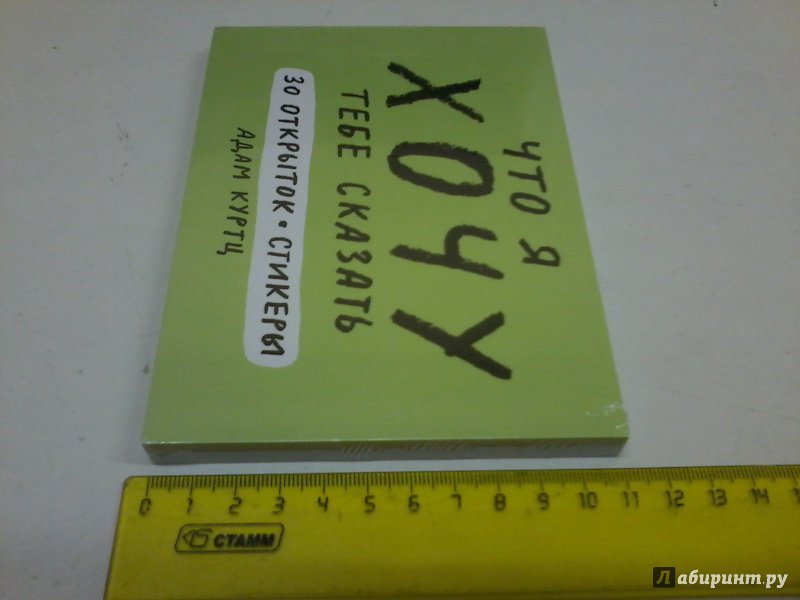 ЧТО Я
ХОЧУ
ТЕБЕ СКАЗАТЬ
30 ОТКРЫТОК • СТИКЕРЫ
АДАМ КУРТЦ
0 1 2 3 4 5 6 7 8 9 10 11 12 13 14
СТАММ
Лабиринт.ру